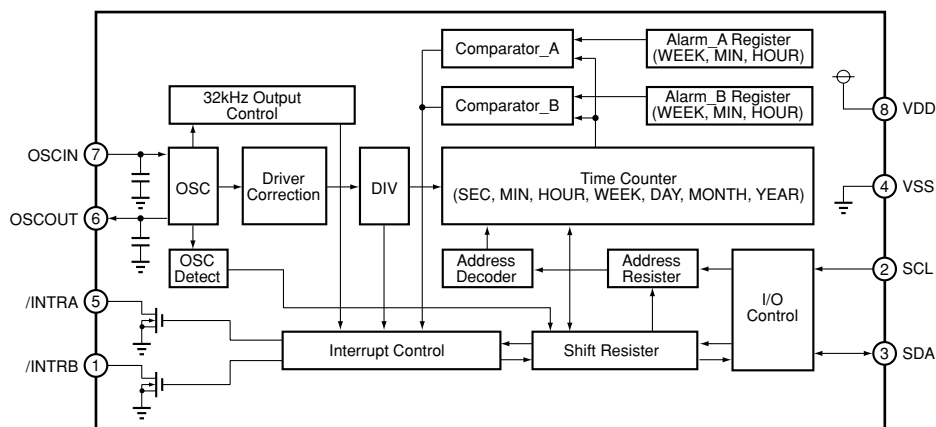 Comparator_A
Alarm_A Register
(WEEK, MIN, HOUR)
32kHz Output
Control
Comparator_B
Alarm_B Register
(WEEK, MIN, HOUR)
8
VDD
OSCIN
7
OSC
Driver
Correction
DIV
Time Counter
(SEC, MIN, HOUR, WEEK, DAY, MONTH, YEAR)
4
VSS
OSCOUT
6
OSC
Detect
Address
Decoder
Address
Register
I/O
Control
2
SCL
/INTRA
5
Interrupt Control
Shift Register
3
SDA
/INTRB
1